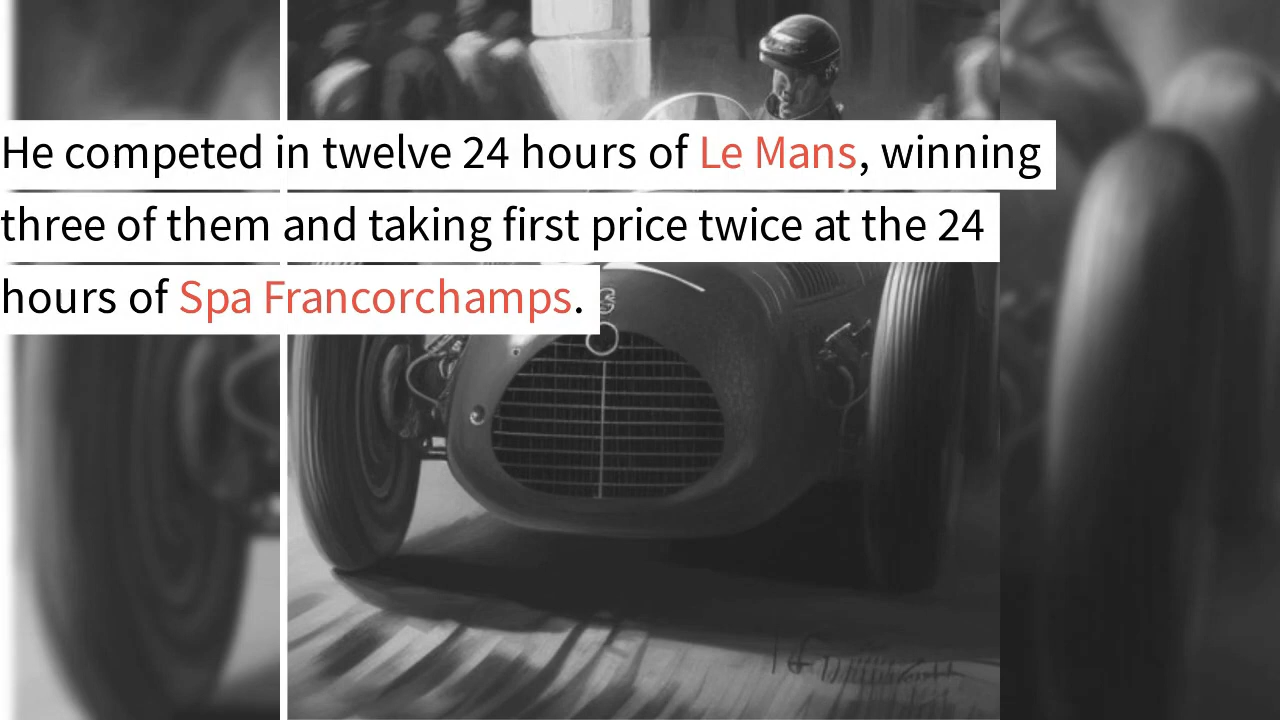 He competed in twelve 24 hours of Le Mans, winning
three of them and taking first price twice at the 24
hours of Spa Francorchamps.